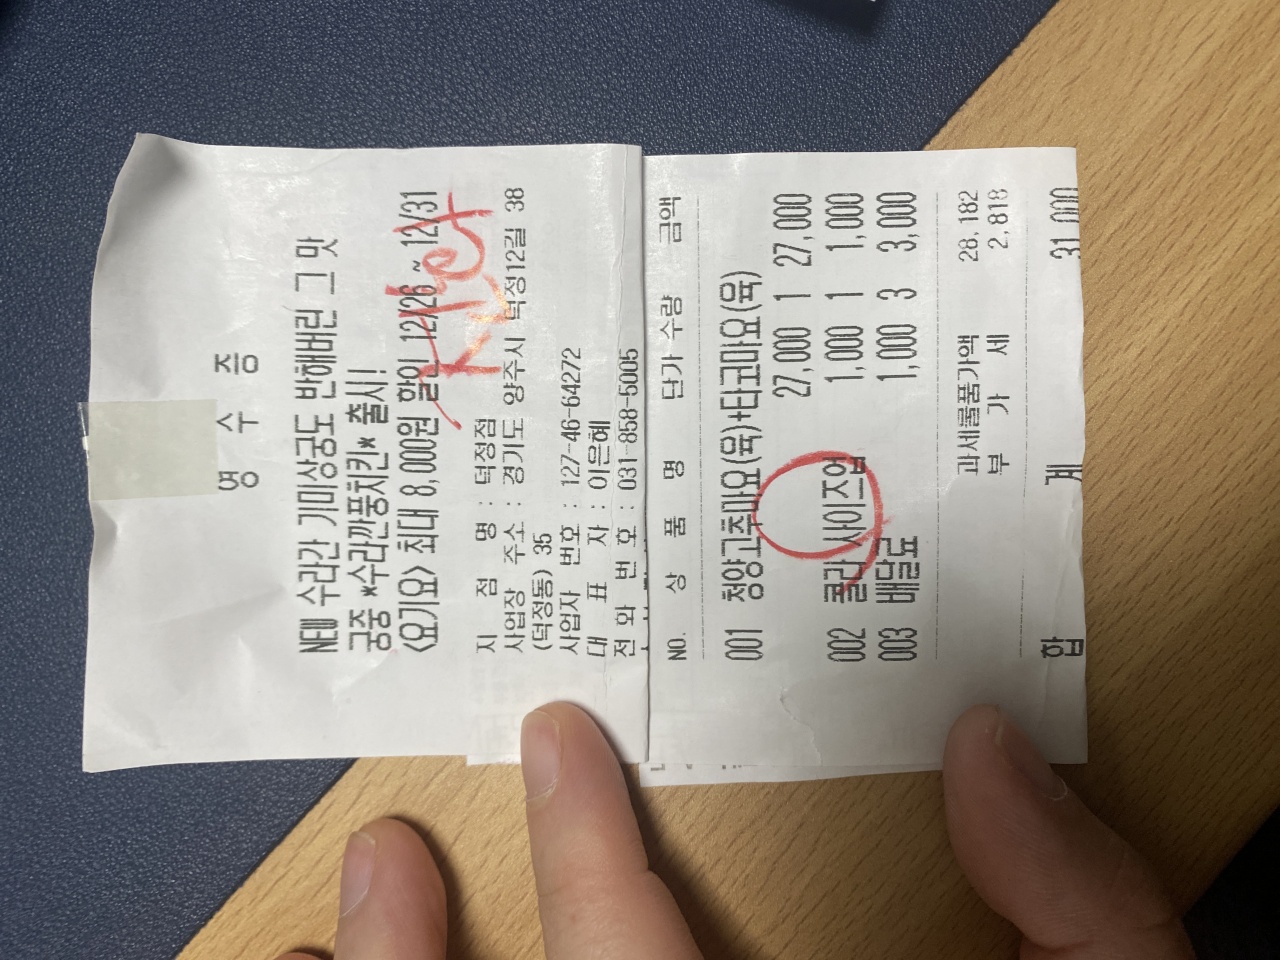 영 수 증
NEW 수라간 기미상궁도 반해버린 그 맛
궁중 *수라깐풍치킨* 출시!
<요기요> 최대 8,000원 할인 12/26 ~ 12/31
지 점 명 : 덕정점
사업장 주소 : 경기도 양주시 덕정12길 38
(덕정동) 35
사업자 번호 : 127-46-64272
대 표 자 : 이은혜
전 화 번 호 : 031-858-5005
NO. 상 품 명 단가 수량 금액
001 청양고추마요(육)+타코마요(육)
27,000 1 27,000
002 콜라 사이즈업 1,000 1 1,000
003 배달료 1,000 3 3,000
과세물품가액 28,182
부 가 세 2,818
합 계 31,000